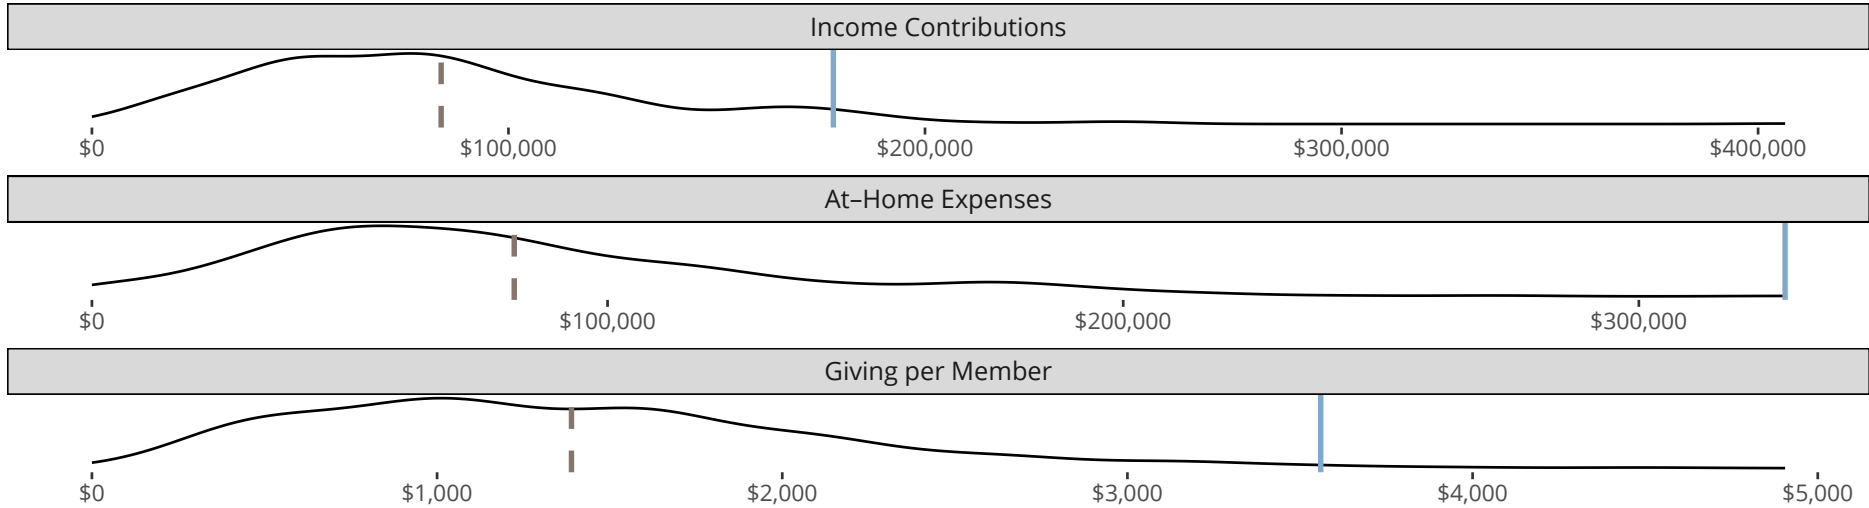 Income Contributions
$0 $100,000 $200,000 $300,000 $400,000
At–Home Expenses
$0 $100,000 $200,000 $300,000
Giving per Member
$0 $1,000 $2,000 $3,000 $4,000 $5,000